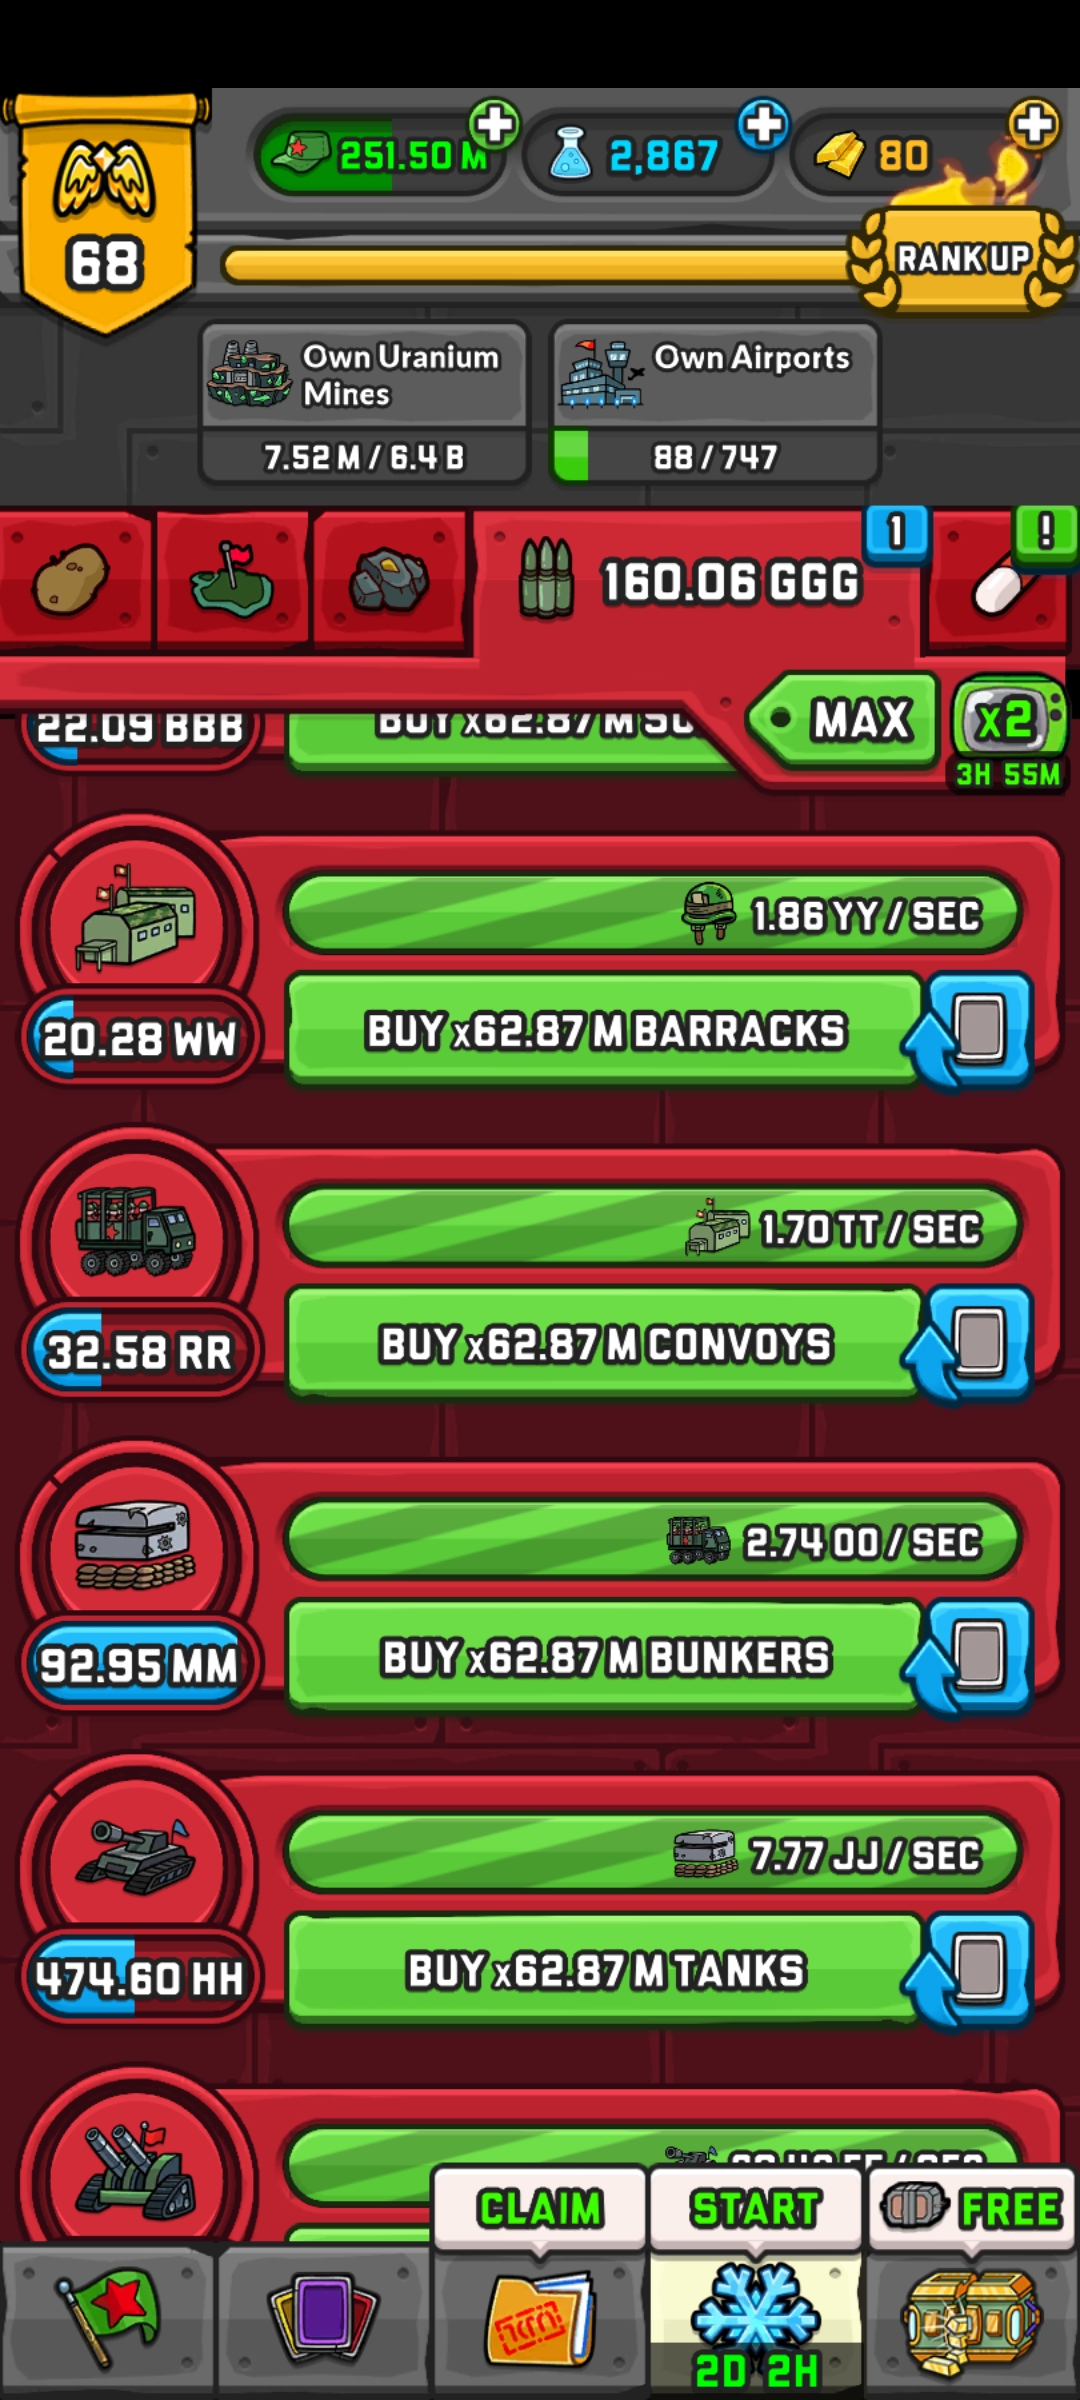 251.50 M
2,867
80
68
RANK UP
Own Uranium
Mines
7.52 M / 6.4 B
Own Airports
88 / 747
160.06 GGG
1
!
MAX
x2
3H 55M
22.09 BBB
BUY x62.87 M
20.28 WW
1.86 YY / SEC
BUY x62.87 M BARRACKS
32.58 RR
1.70 TT / SEC
BUY x62.87 M CONVOYS
92.95 MM
2.74 OO / SEC
BUY x62.87 M BUNKERS
474.60 HH
7.77 JJ / SEC
BUY x62.87 M TANKS
CLAIM
START
FREE
2D 2H